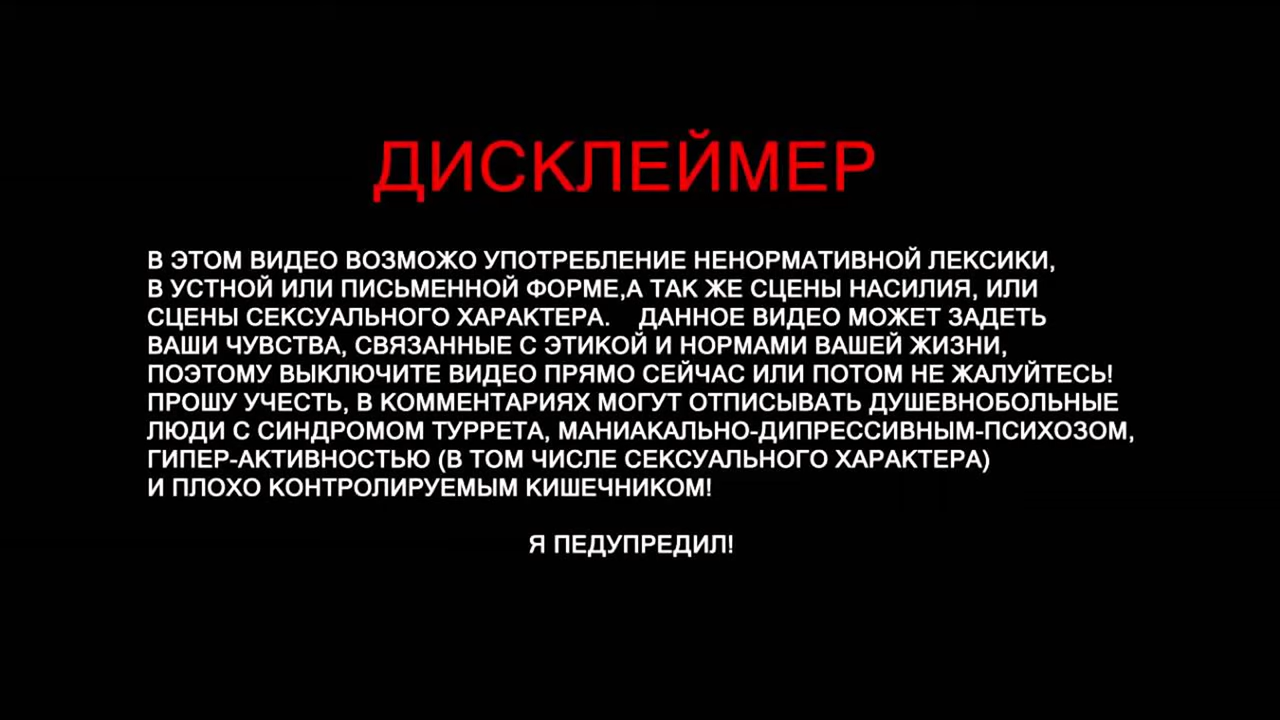 ДИСКЛЕЙМЕР
В ЭТОМ ВИДЕО ВОЗМОЖО УПОТРЕБЛЕНИЕ НЕНОРМАТИВНОЙ ЛЕКСИКИ,
В УСТНОЙ ИЛИ ПИСЬМЕННОЙ ФОРМЕ,А ТАК ЖЕ СЦЕНЫ НАСИЛИЯ, ИЛИ
СЦЕНЫ СЕКСУАЛЬНОГО ХАРАКТЕРА. ДАННОЕ ВИДЕО МОЖЕТ ЗАДЕТЬ
ВАШИ ЧУВСТВА, СВЯЗАННЫЕ С ЭТИКОЙ И НОРМАМИ ВАШЕЙ ЖИЗНИ,
ПОЭТОМУ ВЫКЛЮЧИТЕ ВИДЕО ПРЯМО СЕЙЧАС ИЛИ ПОТОМ НЕ ЖАЛУЙТЕСЬ!
ПРОШУ УЧЕСТЬ, В КОММЕНТАРИЯХ МОГУТ ОТПИСЫВАТЬ ДУШЕВНОБОЛЬНЫЕ
ЛЮДИ С СИНДРОМОМ ТУРРЕТА, МАНИАКАЛЬНО-ДИПРЕССИВНЫМ-ПСИХОЗОМ,
ГИПЕР-АКТИВНОСТЬЮ (В ТОМ ЧИСЛЕ СЕКСУАЛЬНОГО ХАРАКТЕРА)
И ПЛОХО КОНТРОЛИРУЕМЫМ КИШЕЧНИКОМ!
Я ПЕДУПРЕДИЛ!